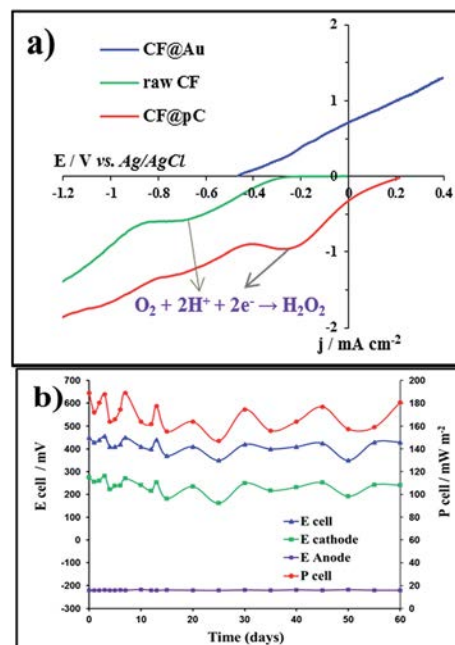 a)
CF@Au
raw CF
CF@pC
2
1
0
-1
-2
E / V vs. Ag/AgCl
-1.2 -1 -0.8 -0.6 -0.4 -0.2 0 0.2 0.4
O₂ + 2H⁺ + 2e⁻ → H₂O₂
j / mA cm⁻²
b)
E cell / mV
700
600
500
400
300
200
100
0
-100
-200
-300
P cell / mW m⁻²
200
180
160
140
120
100
80
60
40
20
0
E cell
E cathode
E Anode
P cell
0 10 20 30 40 50 60
Time (days)